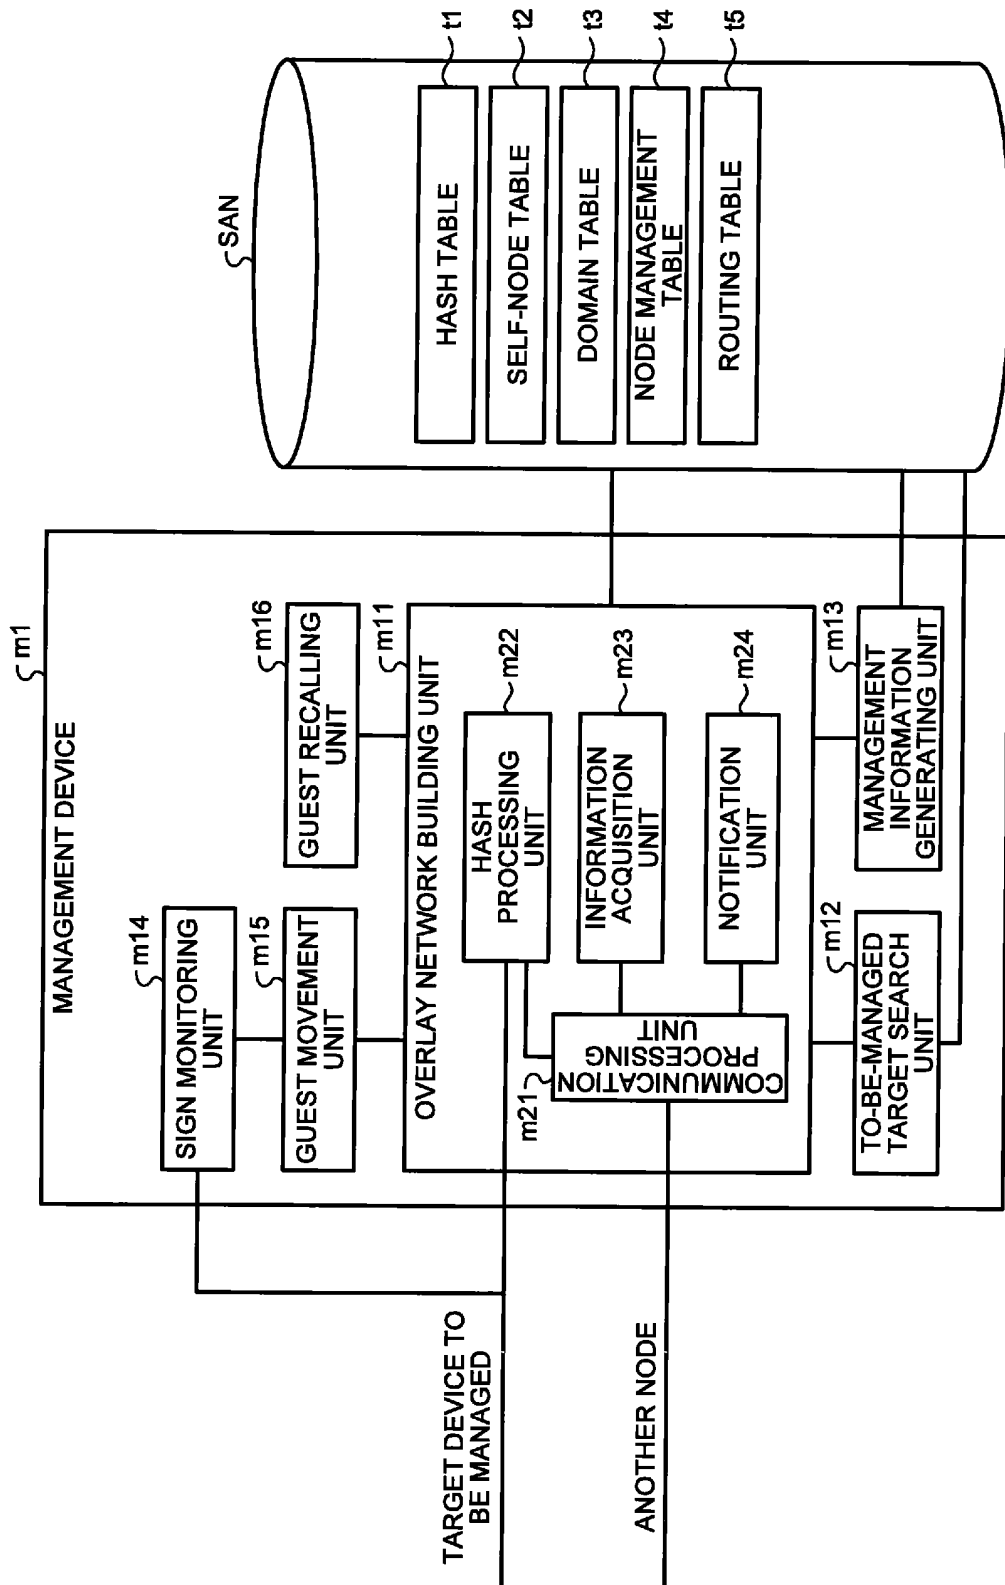 MANAGEMENT DEVICE
m1
SIGN MONITORING
UNIT
m14
GUEST MOVEMENT
UNIT
m15
GUEST RECALLING
UNIT
m16
OVERLAY NETWORK BUILDING UNIT
m11
HASH
PROCESSING
UNIT
m22
INFORMATION
ACQUISITION
UNIT
m23
NOTIFICATION
UNIT
m24
COMMUNICATION
PROCESSING
UNIT
m21
TO-BE-MANAGED
TARGET SEARCH
UNIT
m12
MANAGEMENT
INFORMATION
GENERATING UNIT
m13
TARGET DEVICE TO
BE MANAGED
ANOTHER NODE
SAN
HASH TABLE
t1
SELF-NODE TABLE
t2
DOMAIN TABLE
t3
NODE MANAGEMENT
TABLE
t4
ROUTING TABLE
t5